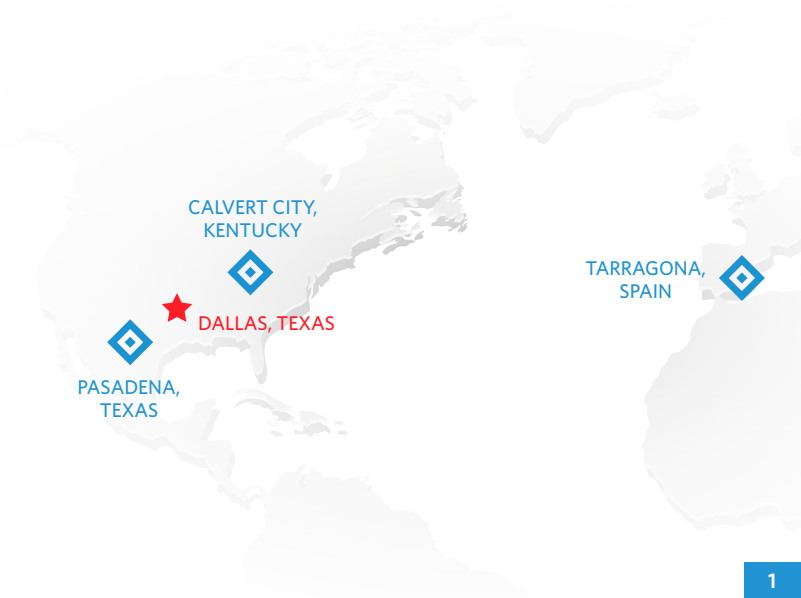 CALVERT CITY,
KENTUCKY
TARRAGONA,
SPAIN
DALLAS, TEXAS
PASADENA,
TEXAS
1